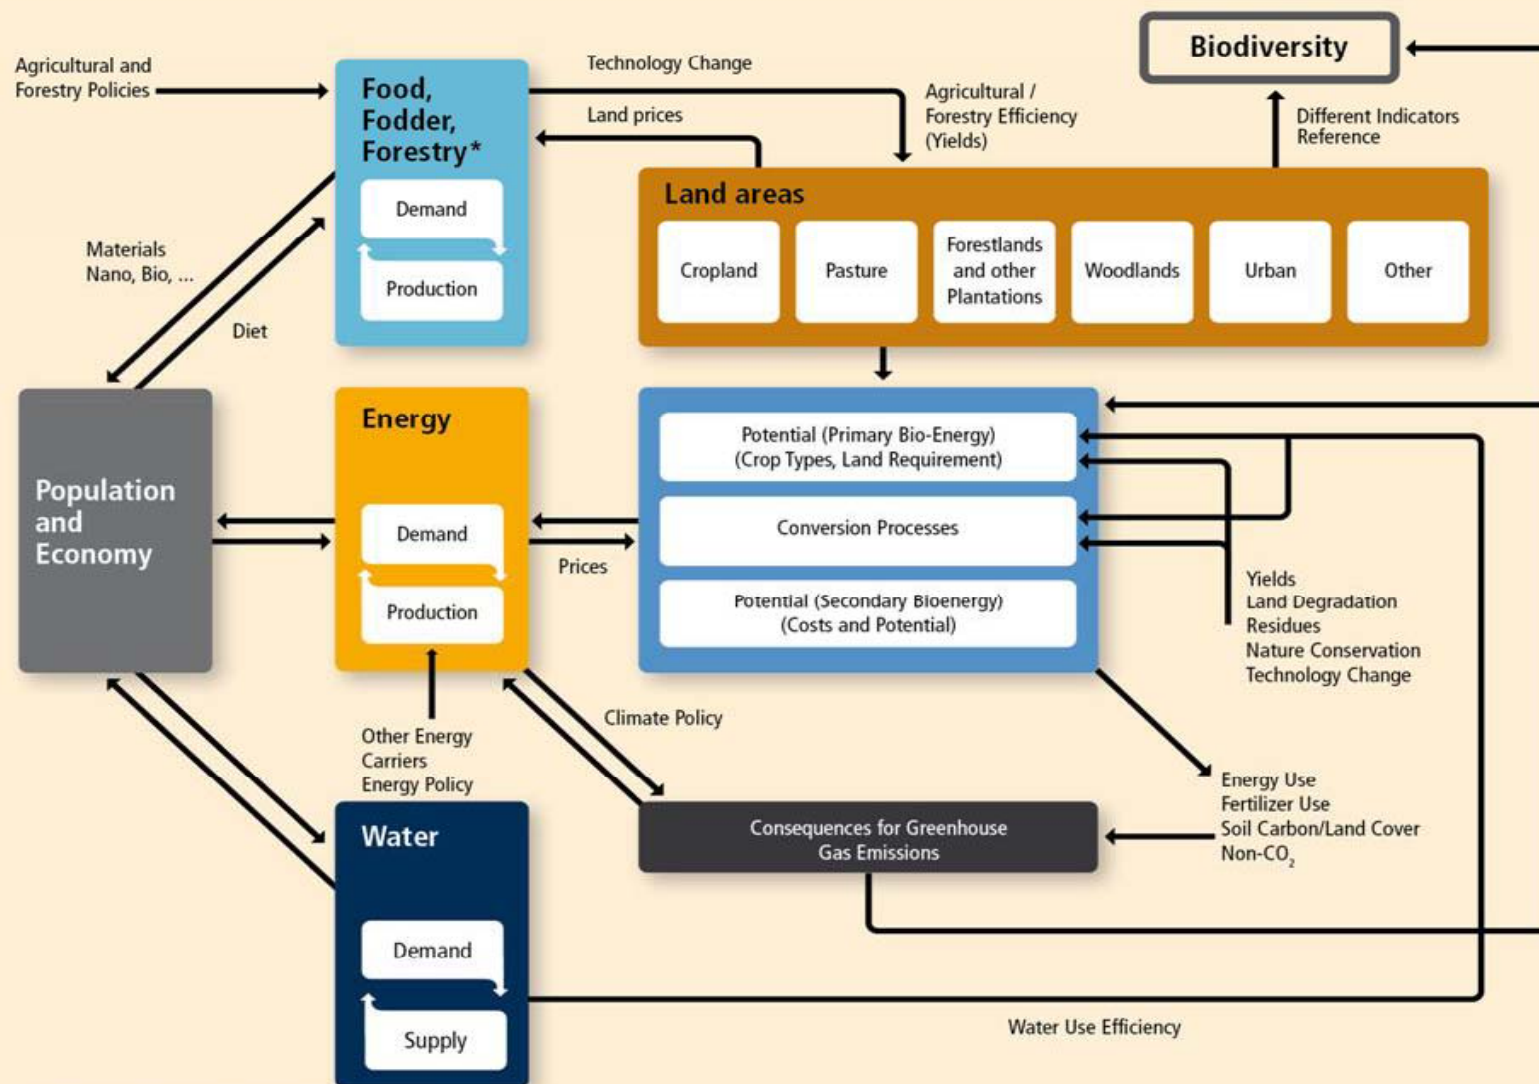 Agricultural and
Forestry Policies
Food,
Fodder,
Forestry*
Demand
Production
Technology Change
Land prices
Agricultural /
Forestry Efficiency
(Yields)
Biodiversity
Different Indicators
Reference
Land areas
Cropland
Pasture
Forestlands
and other
Plantations
Woodlands
Urban
Other
Materials
Nano, Bio, ...
Diet
Population
and
Economy
Energy
Demand
Production
Prices
Potential (Primary Bio-Energy)
(Crop Types, Land Requirement)
Conversion Processes
Potential (Secondary Bioenergy)
(Costs and Potential)
Yields
Land Degradation
Residues
Nature Conservation
Technology Change
Other Energy
Carriers
Energy Policy
Climate Policy
Consequences for Greenhouse
Gas Emissions
Energy Use
Fertilizer Use
Soil Carbon/Land Cover
Non-CO₂
Water
Demand
Supply
Water Use Efficiency